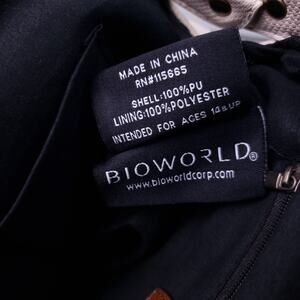 MADE IN CHINA
RN#115665
SHELL:100%PU
LINING:100%POLYESTER
INTENDED FOR AGES 14&UP
BIOWORLD®
www.bioworldcorp.com